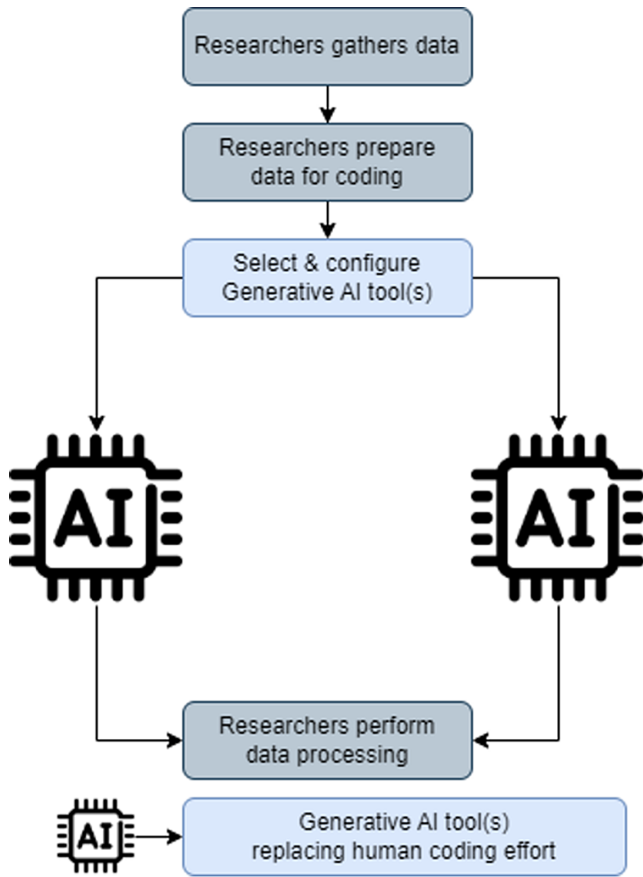 Researchers gathers data
Researchers prepare
data for coding
Select & configure
Generative AI tool(s)
AI
AI
Researchers perform
data processing
AI
Generative AI tool(s)
replacing human coding effort